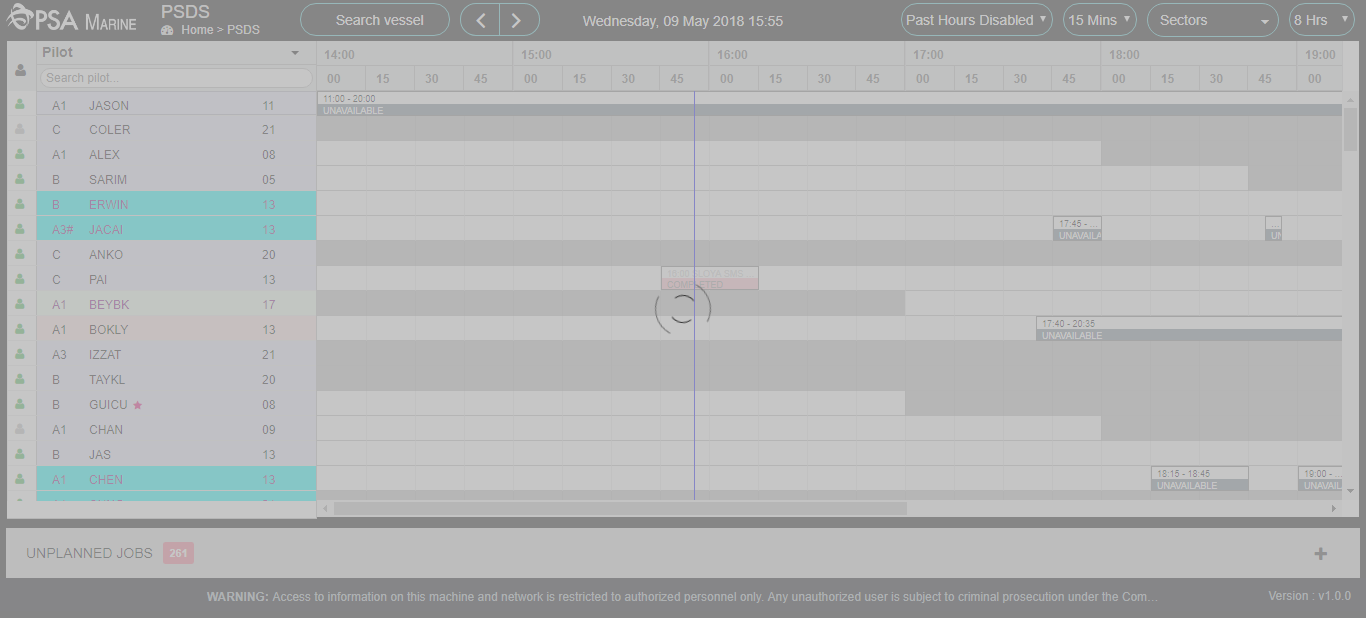 PSA MARINE
PSDS
Home > PSDS
Search vessel
Wednesday, 09 May 2018 15:55
Past Hours Disabled
15 Mins
Sectors
8 Hrs
Pilot
Search pilot...
14:00 15:00 16:00 17:00 18:00 19:00
00 15 30 45 00 15 30 45 00 15 30 45 00 15 30 45 00 15 30 45 00
A1 JASON 11
11:00 - 20:00
UNAVAILABLE
C COLER 21
A1 ALEX 08
B SARIM 05
B ERWIN 13
A3# JACAI 13
17:45 - ...
UNAVAILA
...
UN
C ANKO 20
C PAI 13
COMPLETED
A1 BEYBK 17
A1 BOKLY 13
17:40 - 20:35
UNAVAILABLE
A3 IZZAT 21
B TAYKL 20
B GUICU 08
A1 CHAN 09
B JAS 13
A1 CHEN 13
18:15 - 18:45
UNAVAILABLE
19:00 - ...
UNAVAIL
UNPLANNED JOBS 261
WARNING: Access to information on this machine and network is restricted to authorized personnel only. Any unauthorized user is subject to criminal prosecution under the Com...
Version : v1.0.0